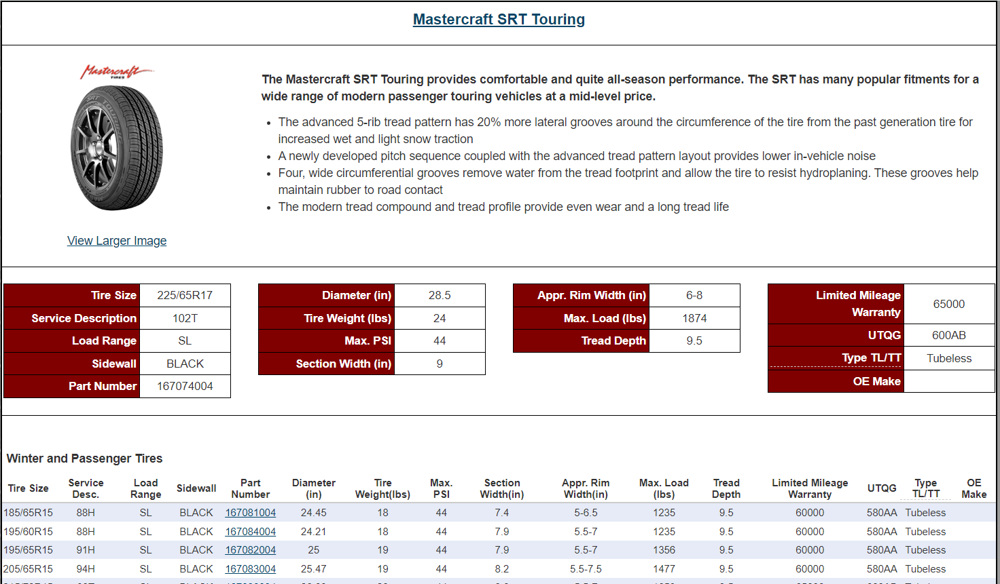 Mastercraft SRT Touring
Mastercraft
TIRES
SRT TOURING
The Mastercraft SRT Touring provides comfortable and quite all-season performance. The SRT has many popular fitments for a
wide range of modern passenger touring vehicles at a mid-level price.
• The advanced 5-rib tread pattern has 20% more lateral grooves around the circumference of the tire from the past generation tire for
increased wet and light snow traction
• A newly developed pitch sequence coupled with the advanced tread pattern layout provides lower in-vehicle noise
• Four, wide circumferential grooves remove water from the tread footprint and allow the tire to resist hydroplaning. These grooves help
maintain rubber to road contact
• The modern tread compound and tread profile provide even wear and a long tread life
View Larger Image
Tire Size 225/65R17
Service Description 102T
Load Range SL
Sidewall BLACK
Part Number 167074004
Diameter (in) 28.5
Tire Weight (lbs) 24
Max. PSI 44
Section Width (in) 9
Appr. Rim Width (in) 6-8
Max. Load (lbs) 1874
Tread Depth 9.5
Limited Mileage
Warranty 65000
UTQG 600AB
Type TL/TT Tubeless
OE Make
Winter and Passenger Tires
Tire Size Service Desc. Load Range Sidewall Part Number Diameter (in) Tire Weight(lbs) Max. PSI Section Width(in) Appr. Rim Width(in) Max. Load (lbs) Tread Depth Limited Mileage Warranty UTQG Type TL/TT OE Make
185/65R15 88H SL BLACK 167081004 24.45 18 44 7.4 5-6.5 1235 9.5 60000 580AA Tubeless
195/60R15 88H SL BLACK 167084004 24.21 18 44 7.9 5.5-7 1235 9.5 60000 580AA Tubeless
195/65R15 91H SL BLACK 167082004 25 19 44 7.9 5.5-7 1356 9.5 60000 580AA Tubeless
205/65R15 94H SL BLACK 167083004 25.47 19 44 8.2 5.5-7.5 1477 9.5 60000 580AA Tubeless